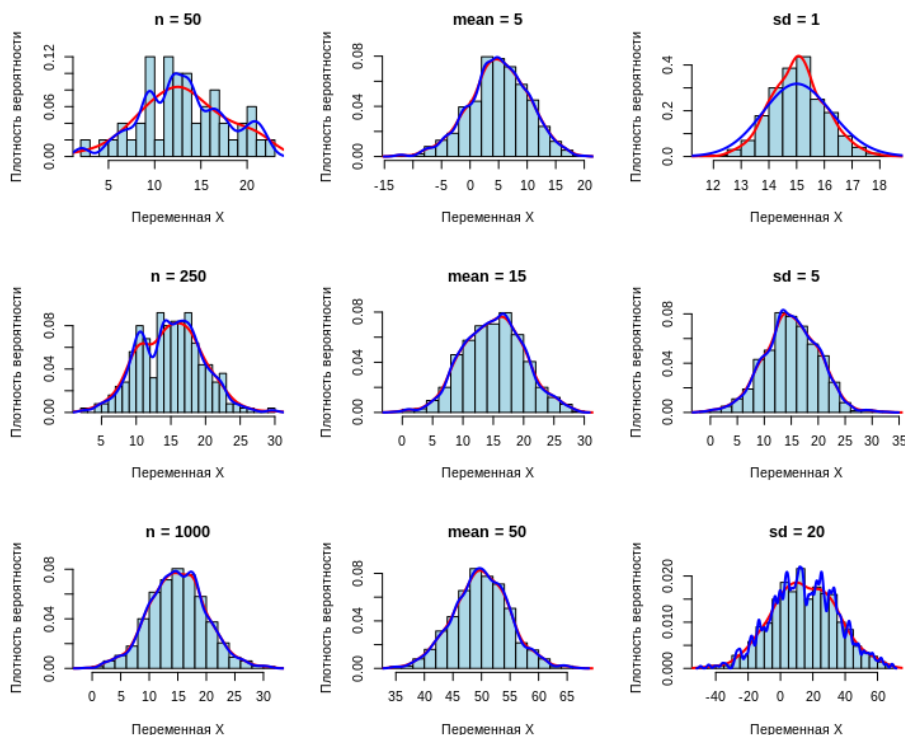 n = 50
mean = 5
sd = 1
Плотность вероятности
0.00 0.06 0.12
5 10 15 20
Переменная X
Плотность вероятности
0.00 0.04 0.08
-15 -5 0 5 10 15 20
Переменная X
Плотность вероятности
0.0 0.2 0.4
12 13 14 15 16 17 18
Переменная X
n = 250
mean = 15
sd = 5
Плотность вероятности
0.00 0.04 0.08
5 10 15 20 25 30
Переменная X
Плотность вероятности
0.00 0.04 0.08
0 5 10 15 20 25 30
Переменная X
Плотность вероятности
0.00 0.04 0.08
0 5 10 15 20 25 30 35
Переменная X
n = 1000
mean = 50
sd = 20
Плотность вероятности
0.00 0.04 0.08
0 5 10 15 20 25 30
Переменная X
Плотность вероятности
0.00 0.04 0.08
35 40 45 50 55 60 65
Переменная X
Плотность вероятности
0.000 0.010 0.020
-40 -20 0 20 40 60
Переменная X